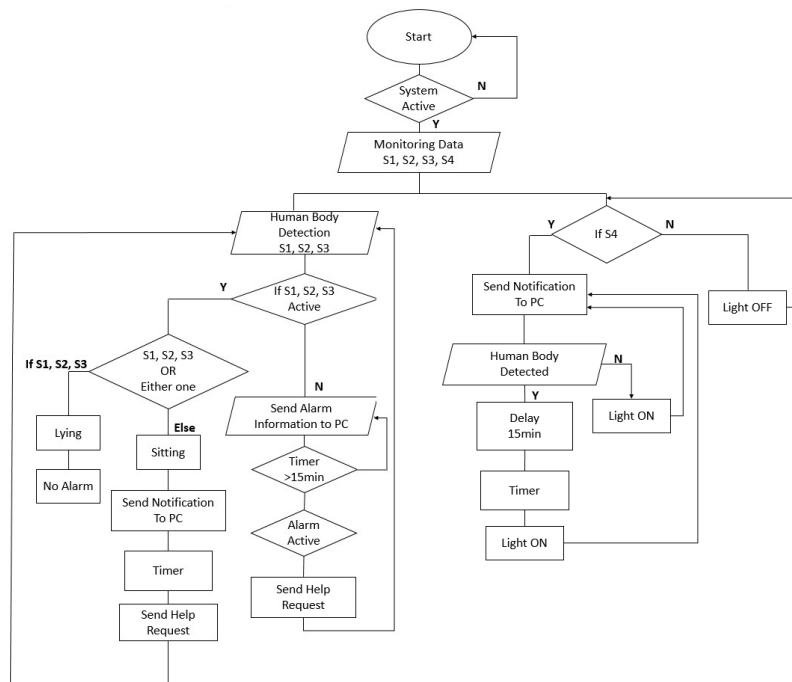 Start
N
System
Active
Y
Monitoring Data
S1, S2, S3, S4
Human Body
Detection
S1, S2, S3
Y
If S1, S2, S3
Active
If S1, S2, S3
S1, S2, S3
OR
Either one
N
Lying
Else
Sitting
No Alarm
Send Notification
To PC
Timer
Send Help
Request
Send Alarm
Information to PC
Timer
>15min
Alarm
Active
Send Help
Request
Y
If S4
N
Send Notification
To PC
Light OFF
Human Body
Detected
N
Y
Light ON
Delay
15min
Timer
Light ON